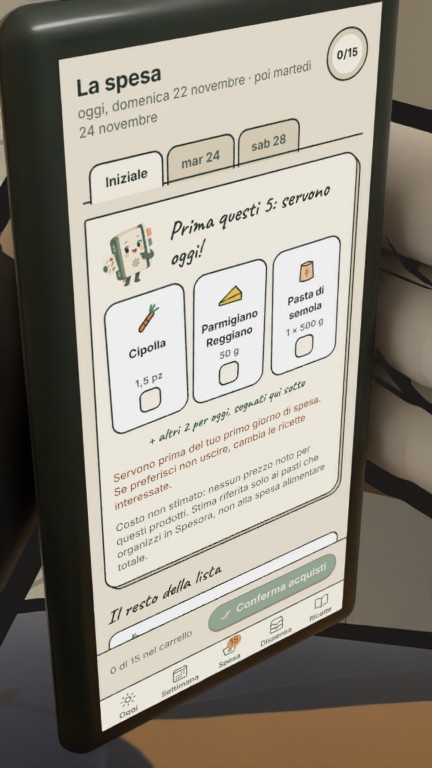 La spesa
0/15
oggi, domenica 22 novembre · poi martedì
24 novembre
Iniziale
mar 24
sab 28
Prima questi 5: servono
oggi!
Cipolla
1,5 pz
Parmigiano
Reggiano
50 g
Pasta di
semola
1 × 500 g
+ altri 2 per oggi, segnati qui sotto
Servono prima del tuo primo giorno di spesa.
Se preferisci non uscire, cambia le ricette
interessate.
Costo non stimato: nessun prezzo noto per
questi prodotti. Stima riferita solo ai pasti che
organizzi in Spesora, non alla spesa alimentare
totale.
Il resto della lista
0 di 15 nel carrello
Conferma acquisti
Oggi
Settimana
15
Spesa
Dispensa
Ricette